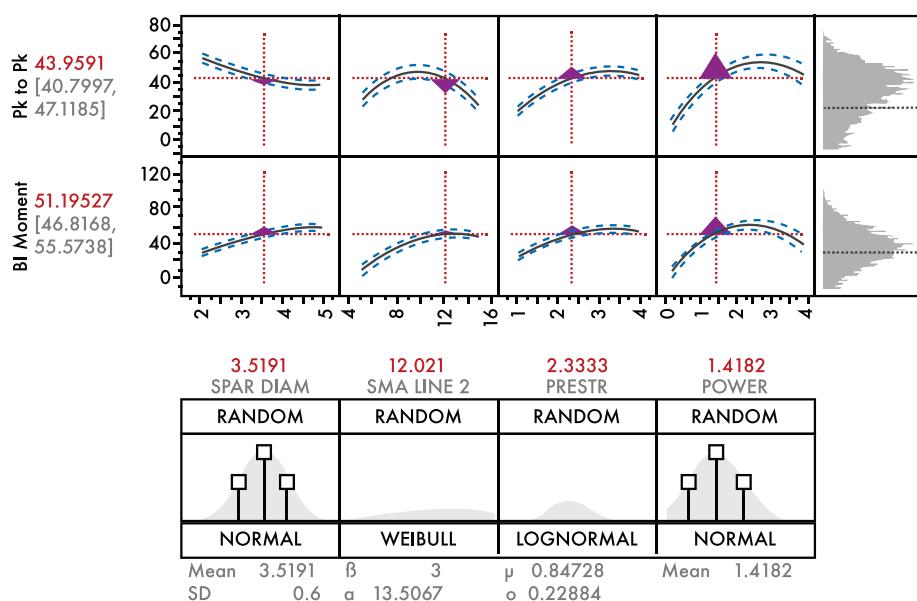 80
60
40
20
0
Pk to Pk
43.9591
[40.7997,
47.1185]
120
80
40
0
BI Moment
51.19527
[46.8168,
55.5738]
2 3 4 5 4 8 12 16 1 2 3 4 0 1 2 3 4
3.5191 12.021 2.3333 1.4182
SPAR DIAM SMA LINE 2 PRESTR POWER
RANDOM RANDOM RANDOM RANDOM
NORMAL WEIBULL LOGNORMAL NORMAL
Mean 3.5191 ß 3 µ 0.84728 Mean 1.4182
SD 0.6 α 13.5067 σ 0.22884